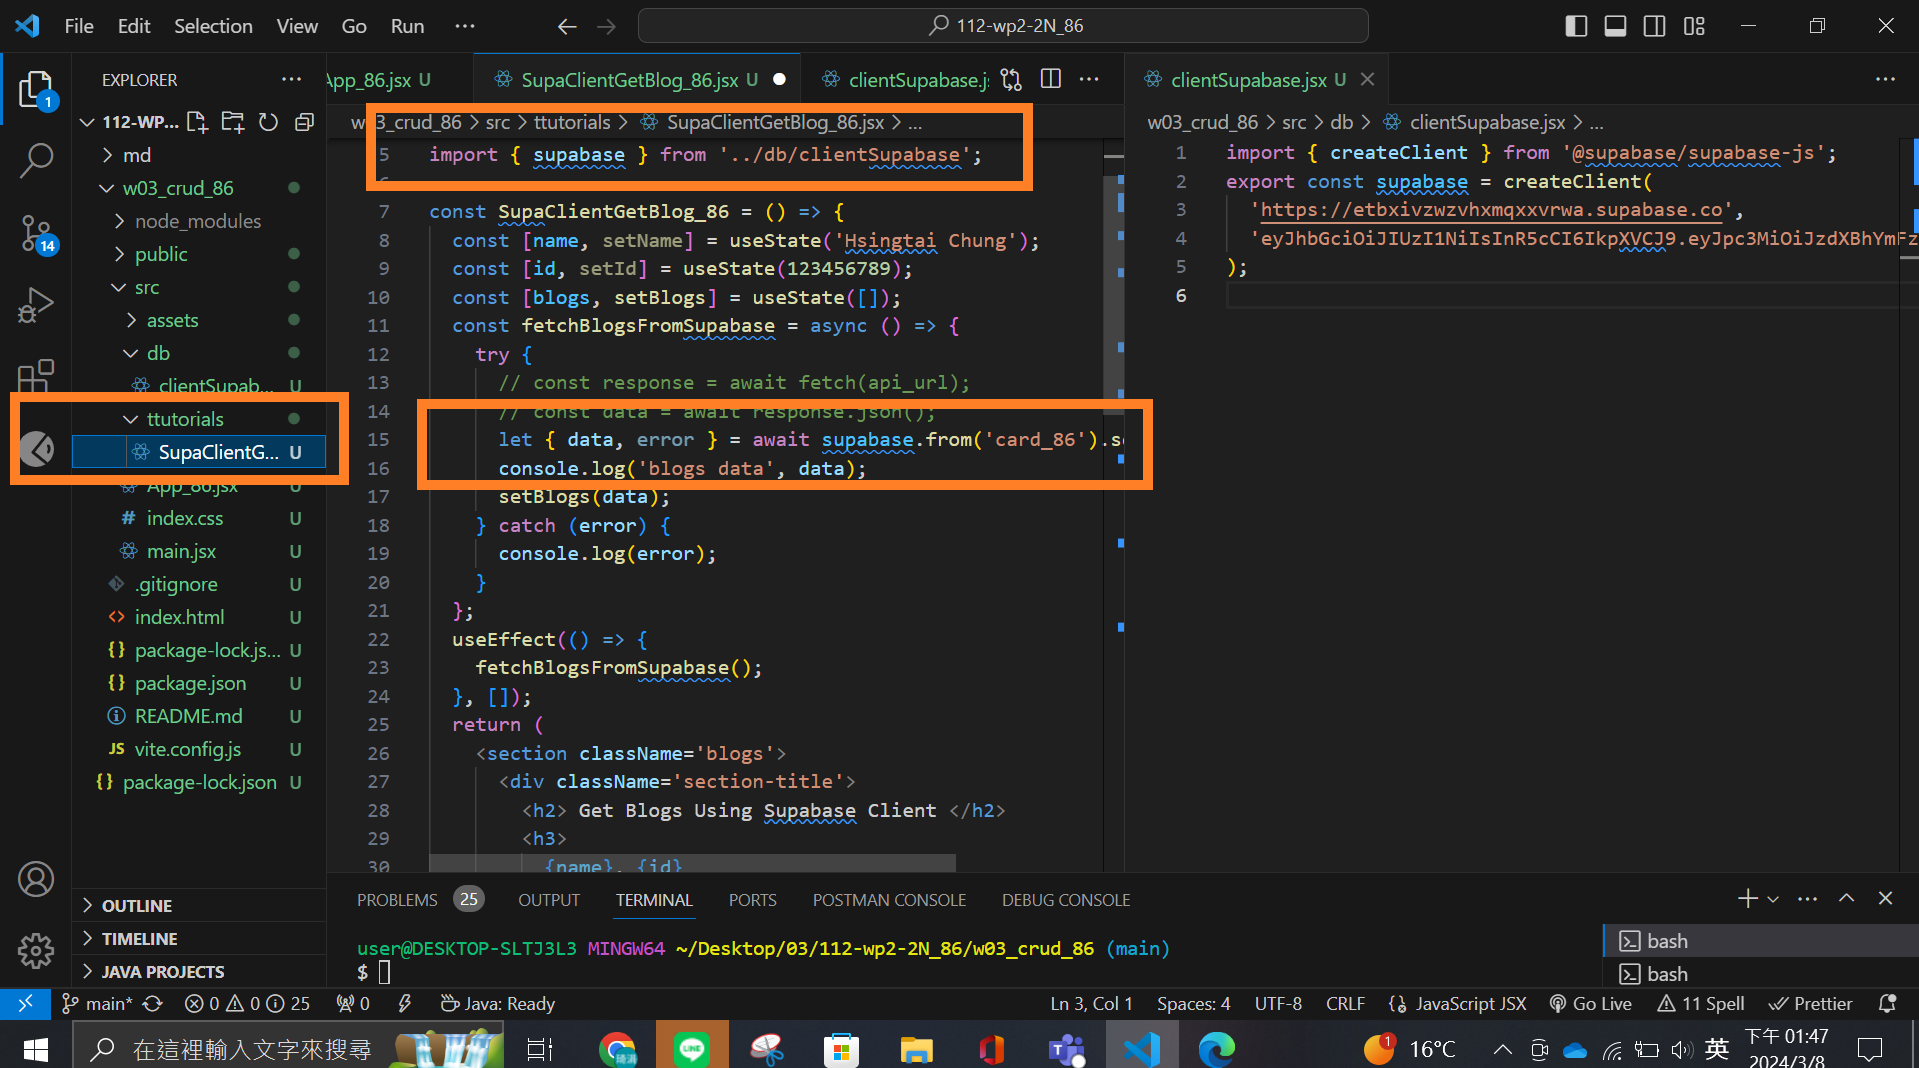 File Edit Selection View Go Run ··· 112-wp2-2N_86
EXPLORER
1
14
112-WP...
md
w03_crud_86
node_modules
public
src
assets
db
clientSupab... U
ttutorials
SupaClientG... U
App_86.jsx U
# index.css U
main.jsx U
.gitignore U
<> index.html U
{} package-lock.js... U
{} package.json U
README.md U
JS vite.config.js U
{} package-lock.json U
OUTLINE
TIMELINE
JAVA PROJECTS
App_86.jsx U SupaClientGetBlog_86.jsx U clientSupabase.js
w03_crud_86 > src > ttutorials > SupaClientGetBlog_86.jsx > ...
5 import { supabase } from '../db/clientSupabase';
7 const SupaClientGetBlog_86 = () => {
8 const [name, setName] = useState('Hsingtai Chung');
9 const [id, setId] = useState(123456789);
10 const [blogs, setBlogs] = useState([]);
11 const fetchBlogsFromSupabase = async () => {
12 try {
13 // const response = await fetch(api_url);
14 // const data = await response.json();
15 let { data, error } = await supabase.from('card_86').se
16 console.log('blogs data', data);
17 setBlogs(data);
18 } catch (error) {
19 console.log(error);
20 }
21 };
22 useEffect(() => {
23 fetchBlogsFromSupabase();
24 }, []);
25 return (
26 <section className='blogs'>
27 <div className='section-title'>
28 <h2> Get Blogs Using Supabase Client </h2>
29 <h3>
30 {name}, {id}
clientSupabase.jsx U
w03_crud_86 > src > db > clientSupabase.jsx > ...
1 import { createClient } from '@supabase/supabase-js';
2 export const supabase = createClient(
3 'https://etbxivzwzvhxmqxxvrwa.supabase.co',
4 'eyJhbGciOiJIUzI1NiIsInR5cCI6IkpXVCJ9.eyJpc3MiOiJzdXBhYmFz
5 );
6
PROBLEMS 25 OUTPUT TERMINAL PORTS POSTMAN CONSOLE DEBUG CONSOLE
user@DESKTOP-SLTJ3L3 MINGW64 ~/Desktop/03/112-wp2-2N_86/w03_crud_86 (main)
$
bash
bash
main* 0 0 25 0 Java: Ready Ln 3, Col 1 Spaces: 4 UTF-8 CRLF JavaScript JSX Go Live 11 Spell Prettier
在這裡輸入文字來搜尋 LINE 1 16°C 英 下午 01:47
2024/3/8